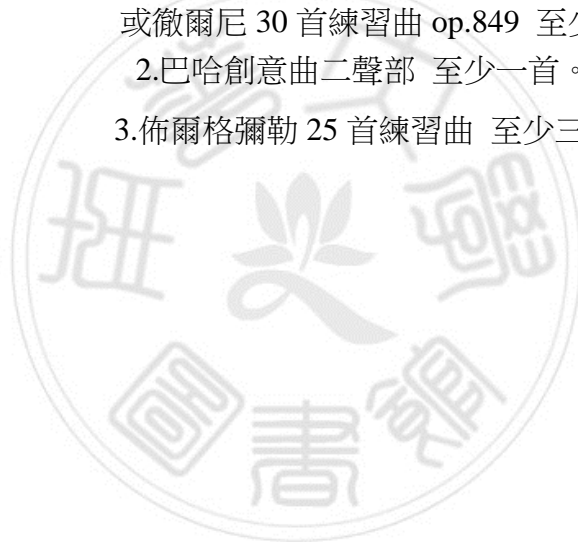 或徹爾尼 30 首練習曲 op.849 至少
2.巴哈創意曲二聲部 至少一首。
3.佈爾格彌勒 25 首練習曲 至少三